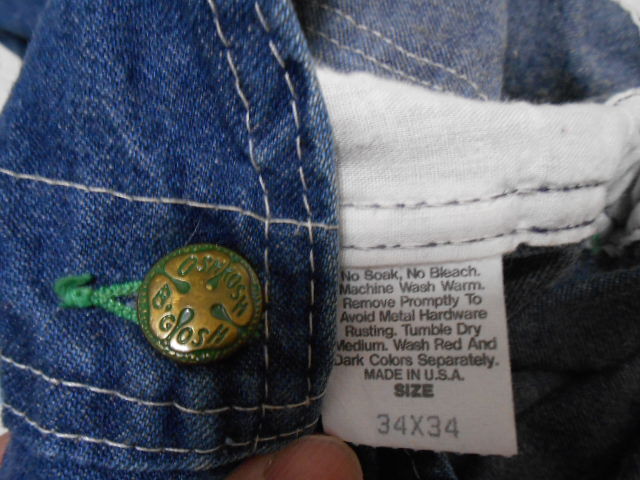 OSHKOSH
B'GOSH
No Soak, No Bleach.
Machine Wash Warm.
Remove Promptly To
Avoid Metal Hardware
Rusting. Tumble Dry
Medium. Wash Red And
Dark Colors Separately.
MADE IN U.S.A.
SIZE
34X34